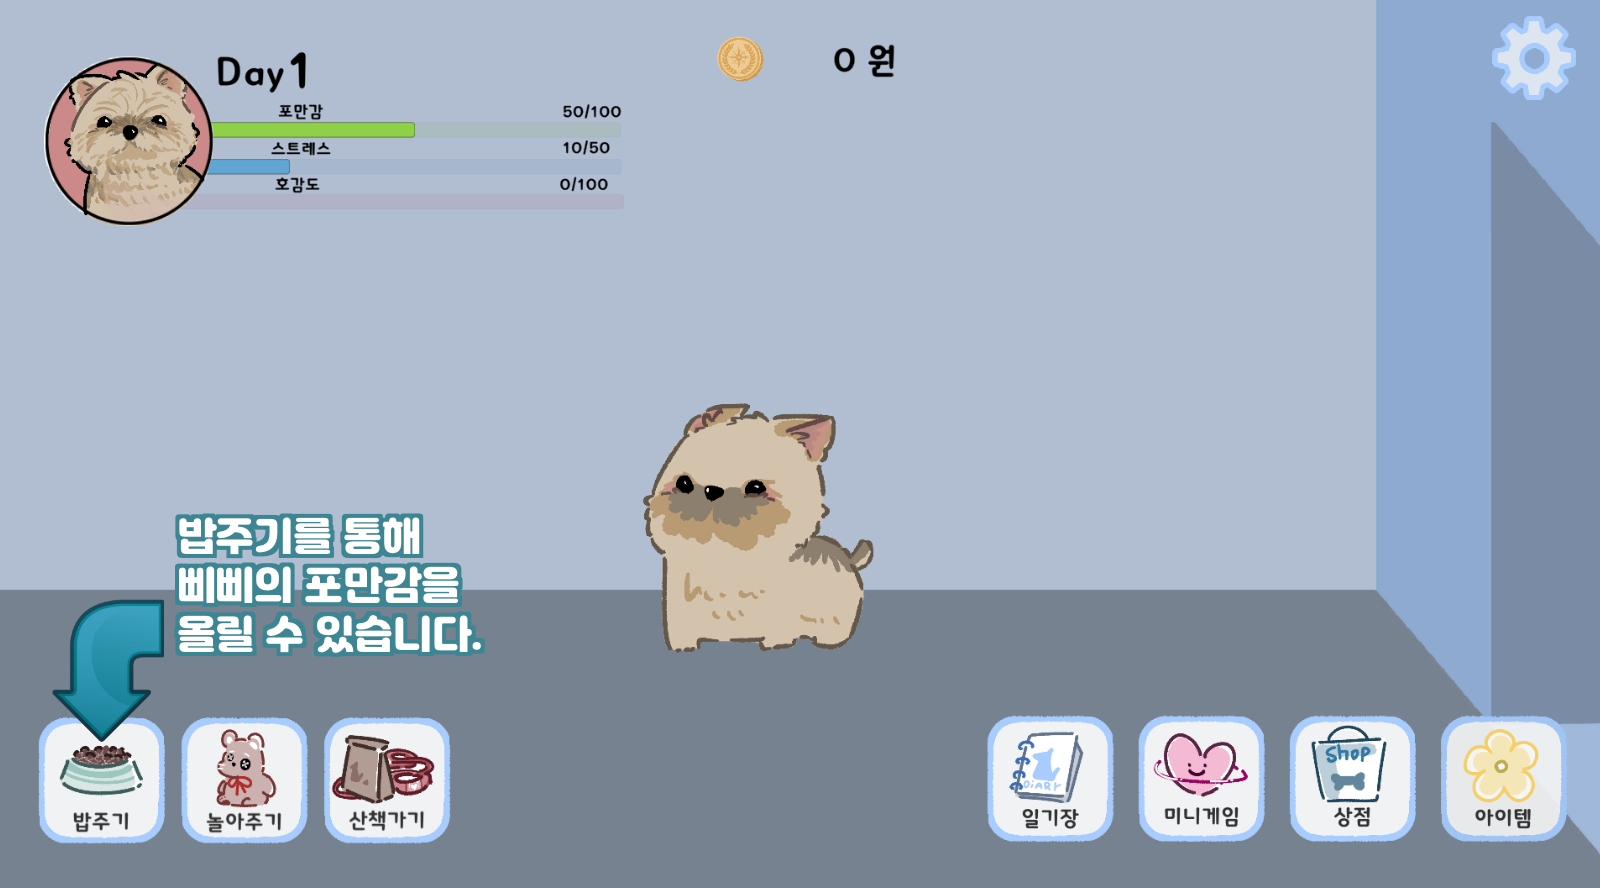 Day1
0 원
포만감 50/100
스트레스 10/50
호감도 0/100
밥주기를 통해
삐삐의 포만감을
올릴 수 있습니다.
밥주기
놀아주기
산책가기
DiARY
일기장
미니게임
Shop
상점
아이템